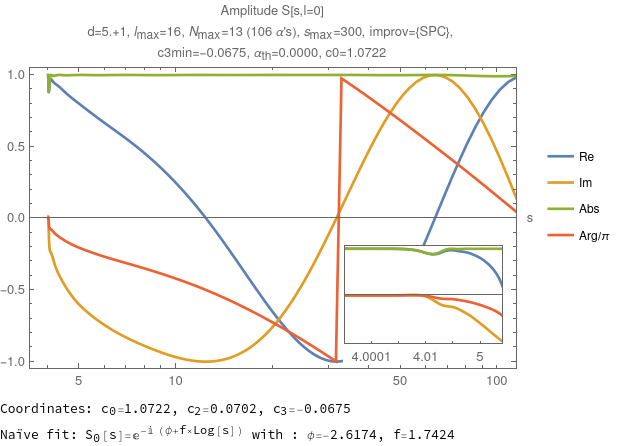 Amplitude S[s,l=0]
d=5.+1, lmax=16, Nmax=13 (106 α's), smax=300, improv={SPC},
c3min=-0.0675, αth=0.0000, c0=1.0722
1.0
0.5
0.0
-0.5
-1.0
s
Re
Im
Abs
Arg/π
4.0001 4.01 5
5 10 50 100
Coordinates: c0=1.0722, c2=0.0702, c3=-0.0675
Naïve fit: S0[s]=e^-i (ϕ+f×Log[s]) with : ϕ=-2.6174, f=1.7424